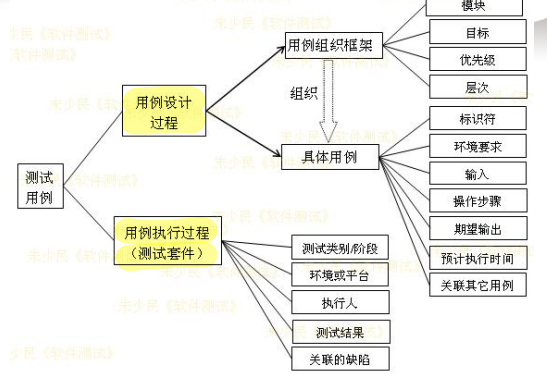 模块
目标
优先级
层次
用例组织框架
组织
具体用例
标识符
环境要求
输入
操作步骤
期望输出
预计执行时间
关联其它用例
用例设计
过程
测试
用例
用例执行过程
(测试套件)
测试类别/阶段
环境或平台
执行人
测试结果
关联的缺陷